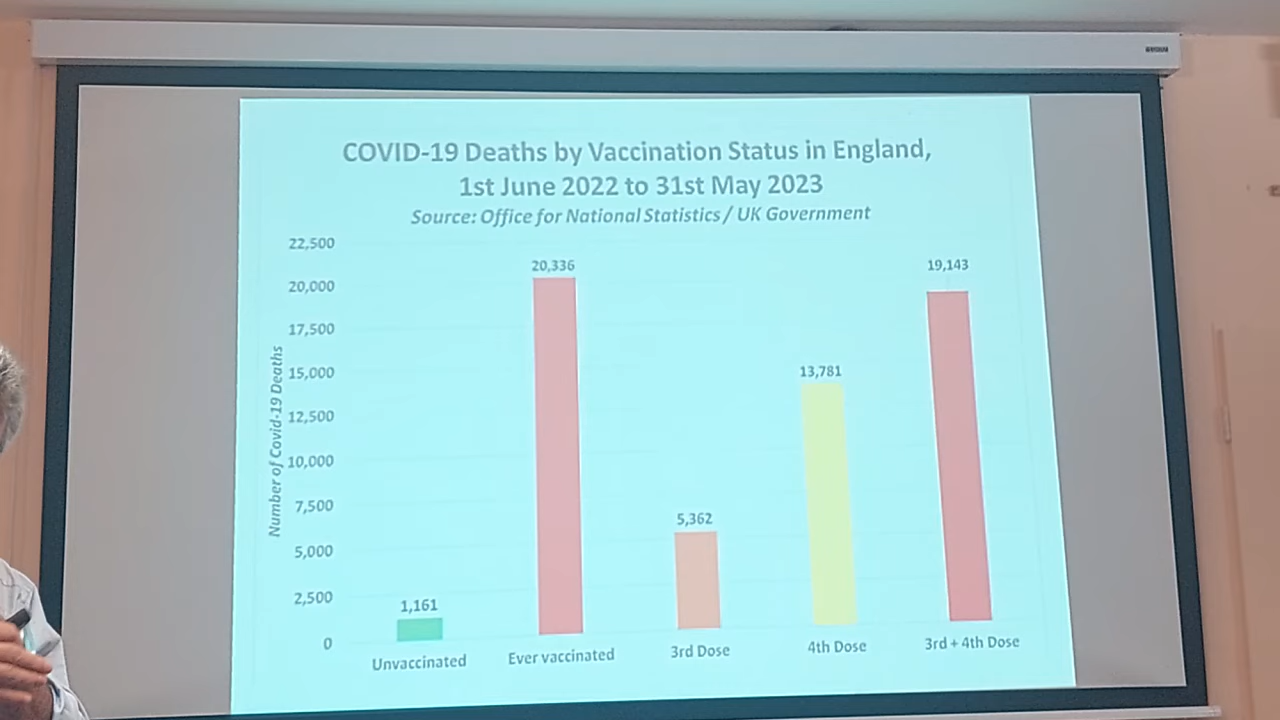 COVID-19 Deaths by Vaccination Status in England,
1st June 2022 to 31st May 2023
Source: Office for National Statistics / UK Government
Number of Covid-19 Deaths
22,500
20,000
17,500
15,000
12,500
10,000
7,500
5,000
2,500
0
1,161
20,336
5,362
13,781
19,143
Unvaccinated
Ever vaccinated
3rd Dose
4th Dose
3rd + 4th Dose